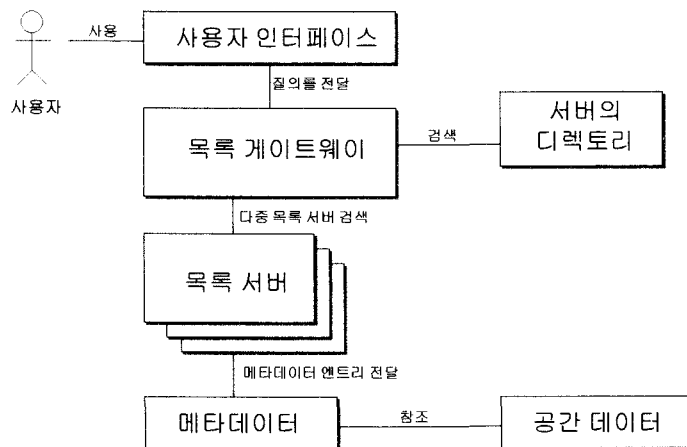 사용
사용자 인터페이스
사용자
질의를 전달
목록 게이트웨이
검색
서버의
디렉토리
다중 목록 서버 검색
목록 서버
메타데이터 엔트리 전달
메타데이터
참조
공간 데이터